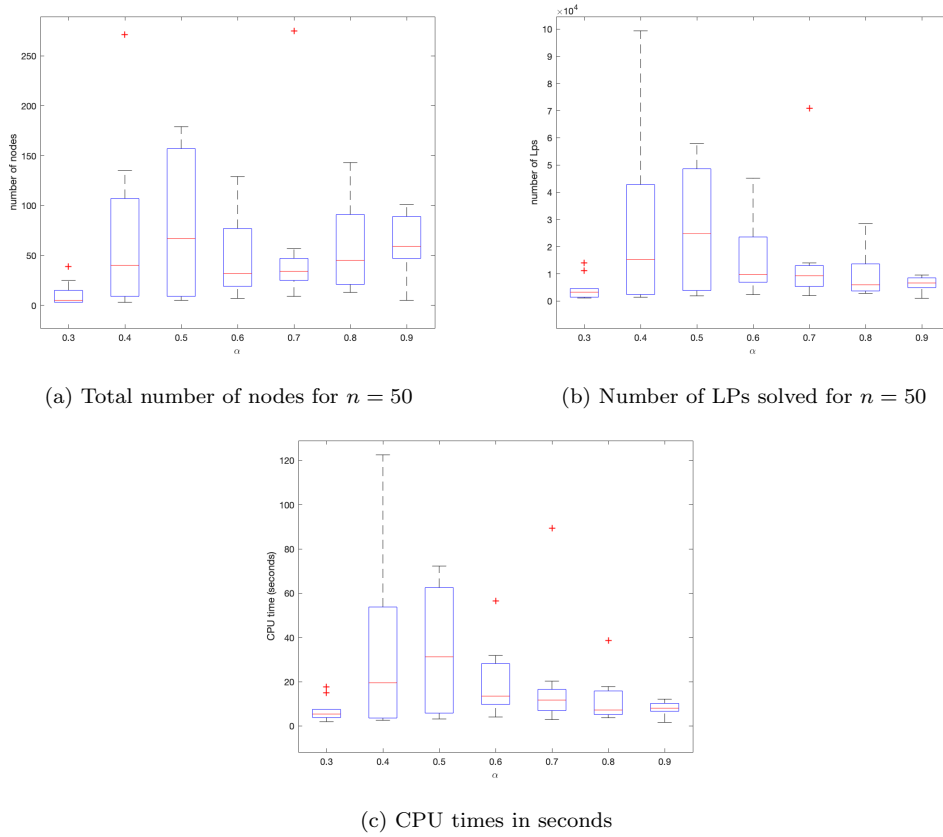 250
200
150
100
50
0
number of nodes
0.3 0.4 0.5 0.6 0.7 0.8 0.9
α
×10⁴
10
9
8
7
6
5
4
3
2
1
0
number of Lps
0.3 0.4 0.5 0.6 0.7 0.8 0.9
α
(a) Total number of nodes for n = 50
(b) Number of LPs solved for n = 50
120
100
80
60
40
20
0
CPU time (seconds)
0.3 0.4 0.5 0.6 0.7 0.8 0.9
α
(c) CPU times in seconds